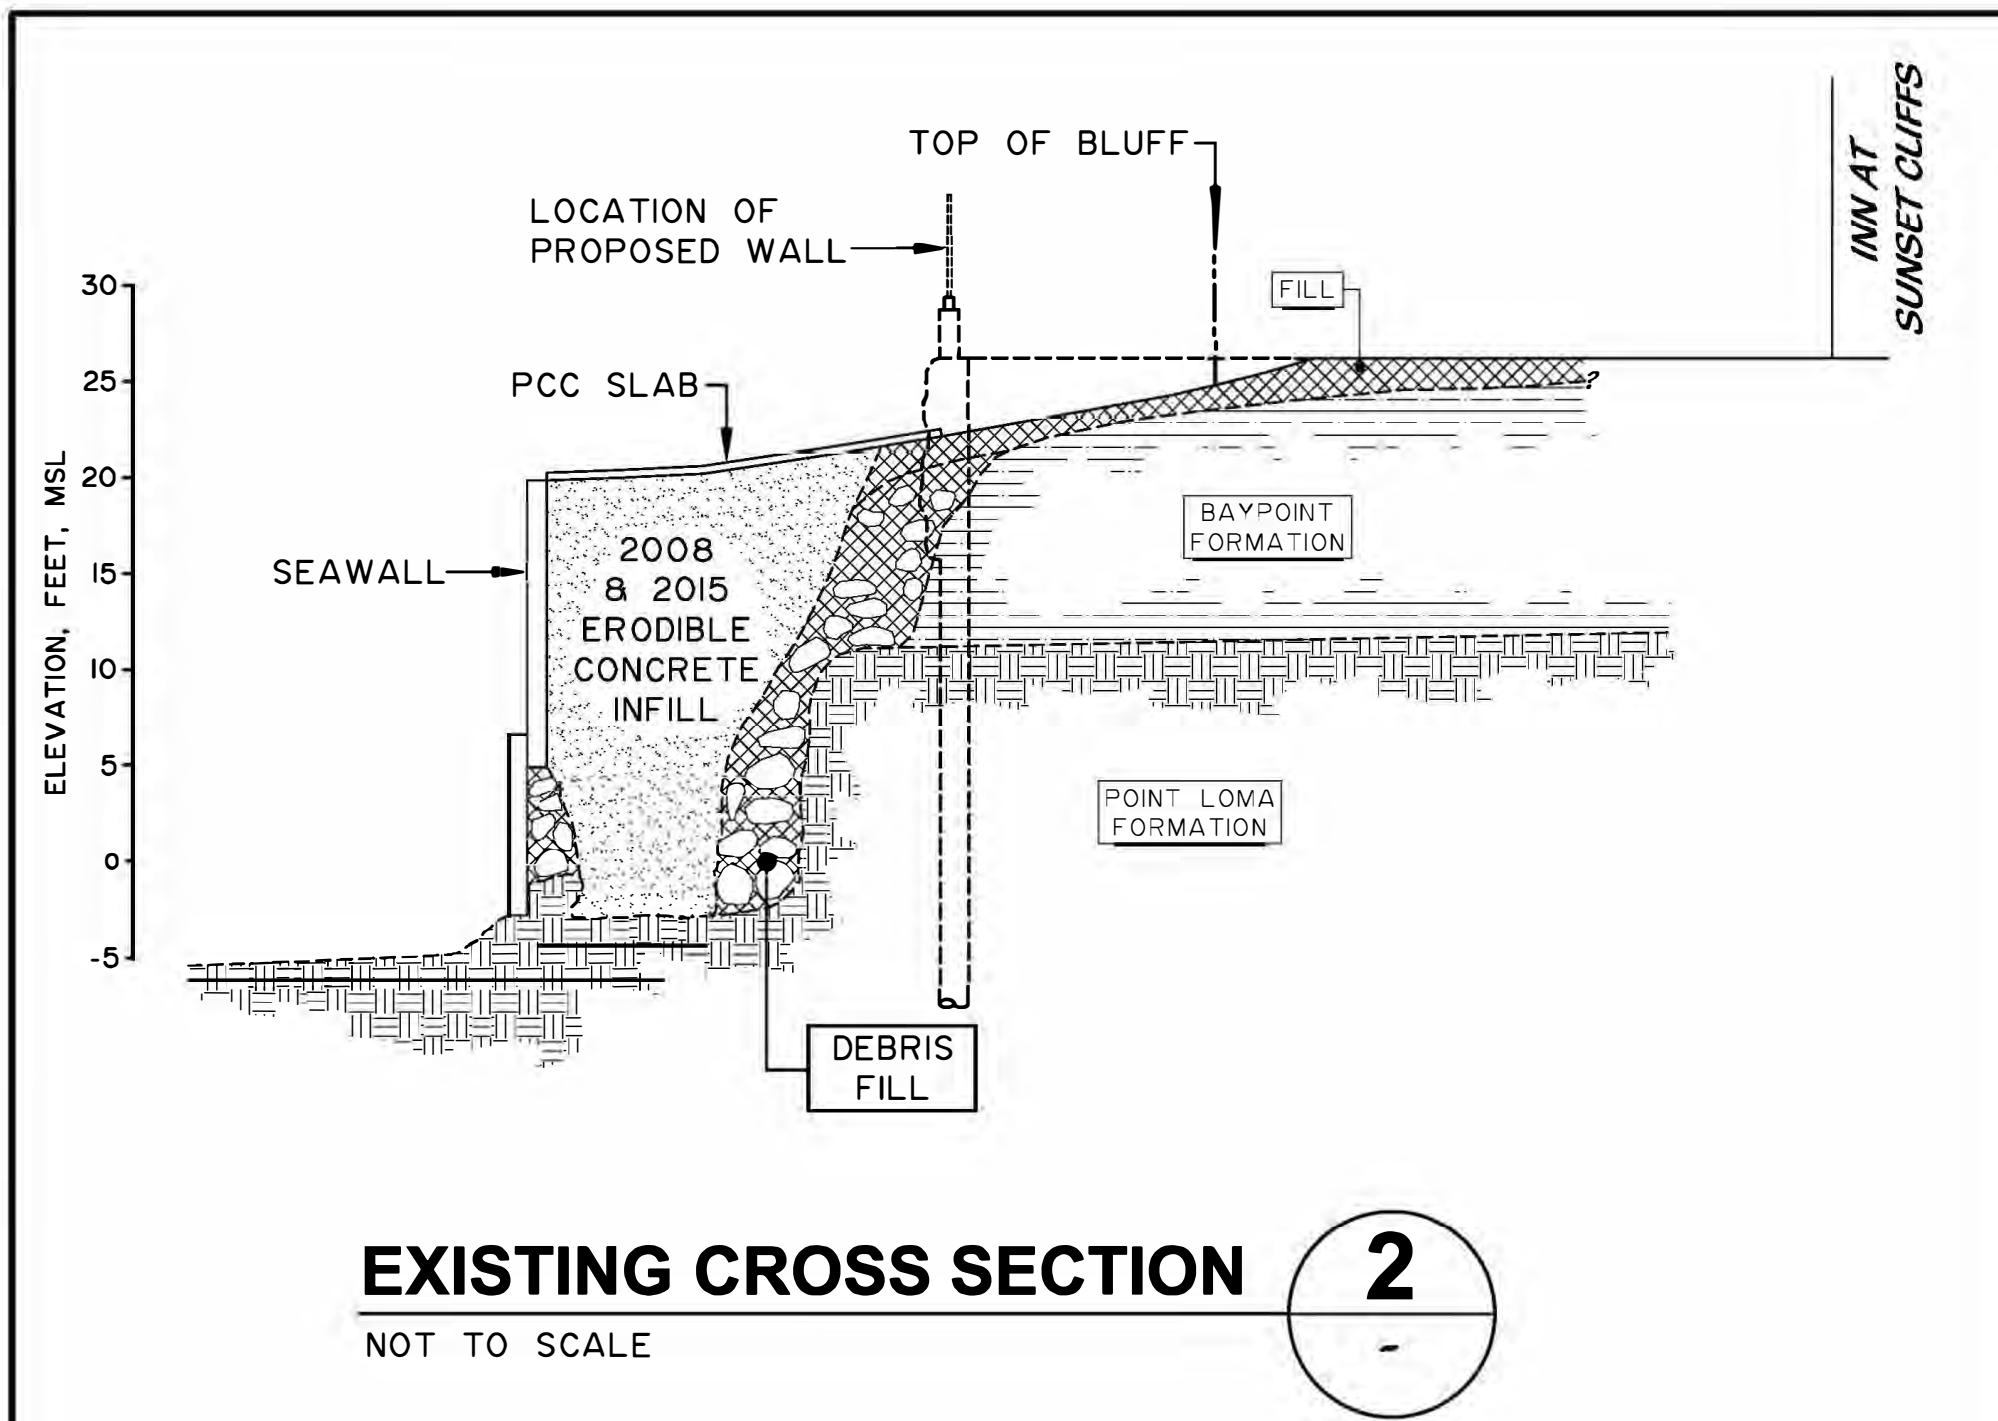 TOP OF BLUFF
LOCATION OF
PROPOSED WALL
INN AT
SUNSET CLIFFS
FILL
PCC SLAB
ELEVATION, FEET, MSL
30
25
20
15
10
5
0
-5
SEAWALL
2008
& 2015
ERODIBLE
CONCRETE
INFILL
?
BAYPOINT
FORMATION
POINT LOMA
FORMATION
DEBRIS
FILL
EXISTING CROSS SECTION
2
-
NOT TO SCALE